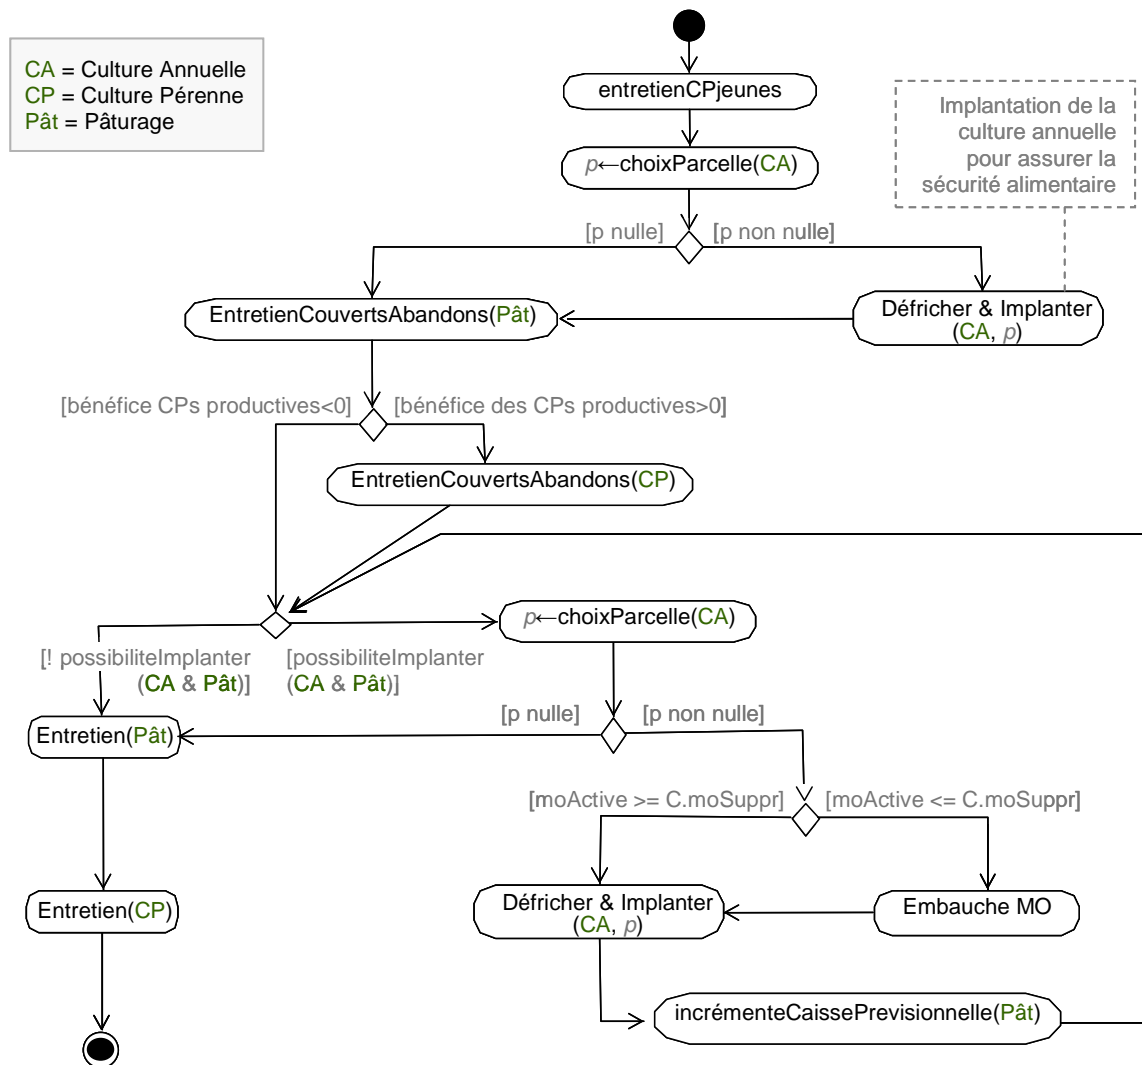 CA = Culture Annuelle
CP = Culture Pérenne
Pât = Pâturage
entretienCPjeunes
Implantation de la
culture annuelle
pour assurer la
sécurité alimentaire
p←choixParcelle(CA)
[p nulle]
[p non nulle]
EntretienCouvertsAbandons(Pât)
Défricher & Implanter
(CA, p)
[bénéfice CPs productives<0]
[bénéfice des CPs productives>0]
EntretienCouvertsAbandons(CP)
p←choixParcelle(CA)
[! possibiliteImplanter
(CA & Pât)]
[possibiliteImplanter
(CA & Pât)]
[p nulle]
[p non nulle]
Entretien(Pât)
[moActive >= C.moSuppr]
[moActive <= C.moSuppr]
Entretien(CP)
Défricher & Implanter
(CA, p)
Embauche MO
incrémenteCaissePrevisionnelle(Pât)